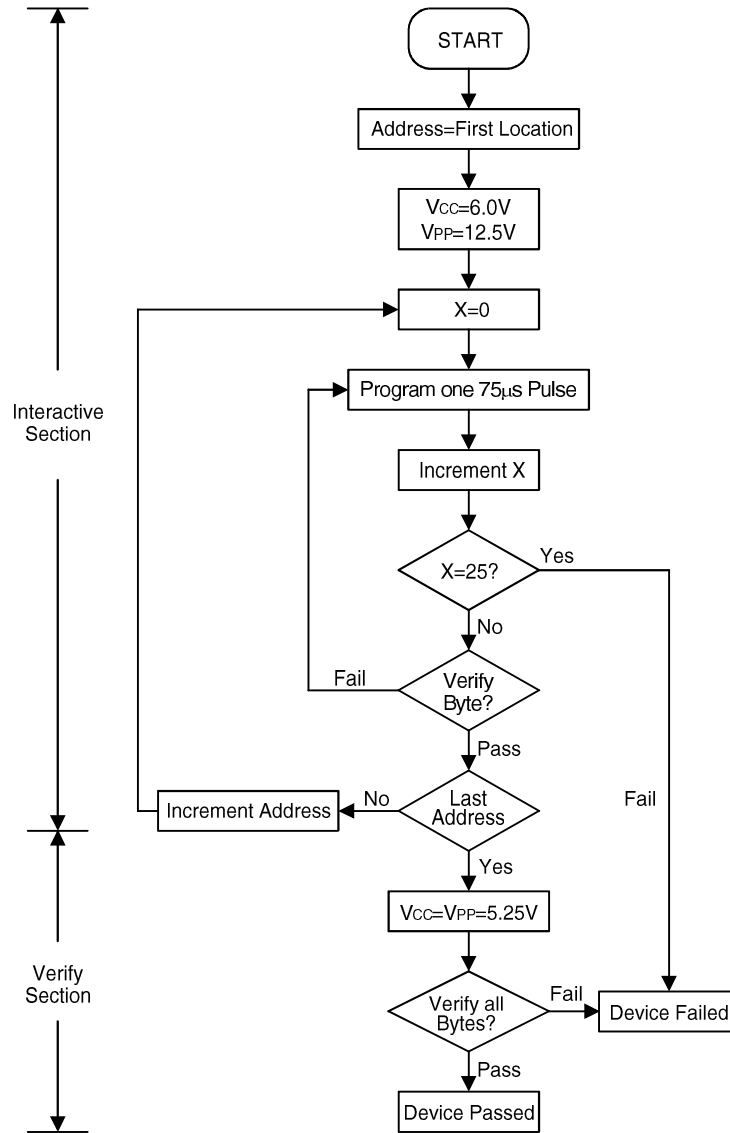 START
Address=First Location
VCC=6.0V
VPP=12.5V
X=0
Program one 75μs Pulse
Interactive
Section
Increment X
X=25?
Yes
No
Verify
Byte?
Fail
Pass
Last
Address
No
Increment Address
Fail
Yes
VCC=VPP=5.25V
Verify
Section
Verify all
Bytes?
Fail
Device Failed
Pass
Device Passed